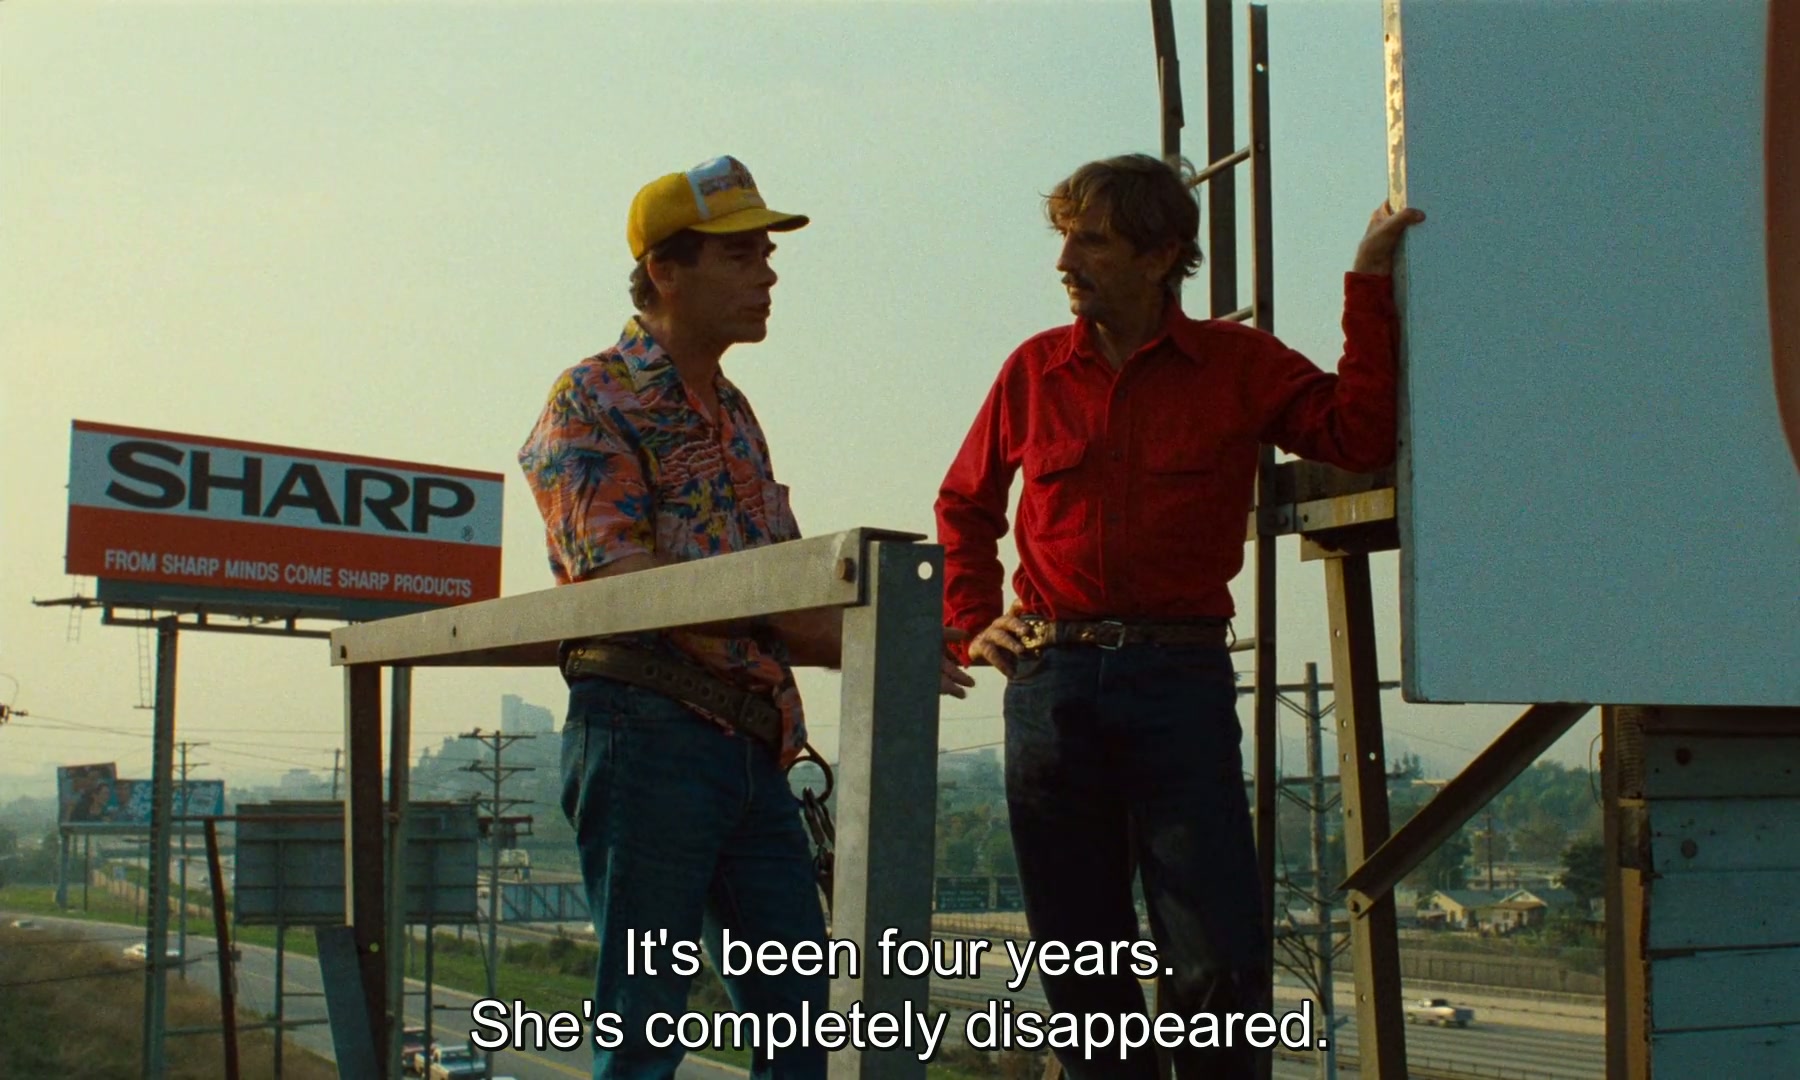 SHARP®
FROM SHARP MINDS COME SHARP PRODUCTS
It's been four years.
She's completely disappeared.